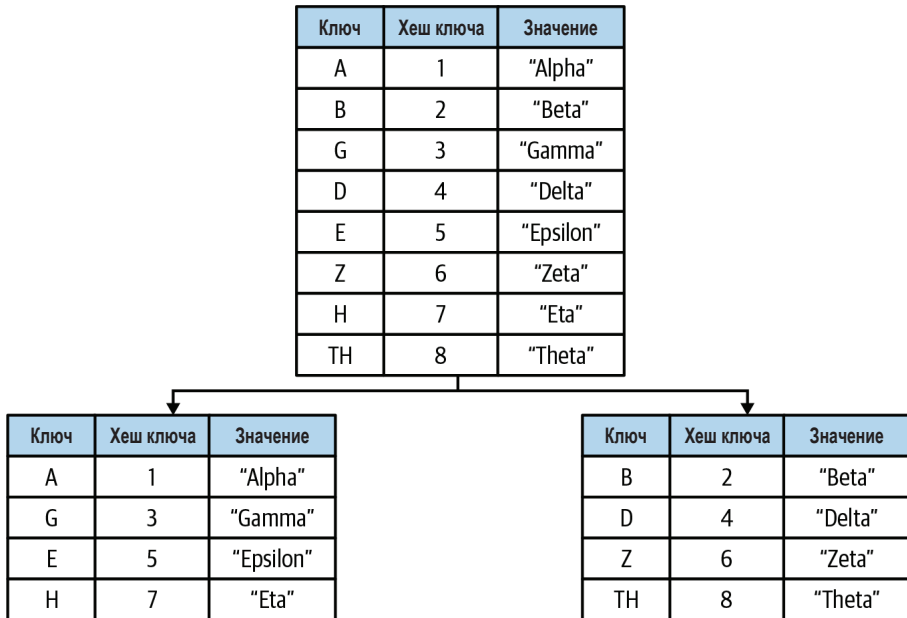 Ключ Хеш ключа Значение
A 1 “Alpha”
B 2 “Beta”
G 3 “Gamma”
D 4 “Delta”
E 5 “Epsilon”
Z 6 “Zeta”
H 7 “Eta”
TH 8 “Theta”
Ключ Хеш ключа Значение
A 1 “Alpha”
G 3 “Gamma”
E 5 “Epsilon”
H 7 “Eta”
Ключ Хеш ключа Значение
B 2 “Beta”
D 4 “Delta”
Z 6 “Zeta”
TH 8 “Theta”